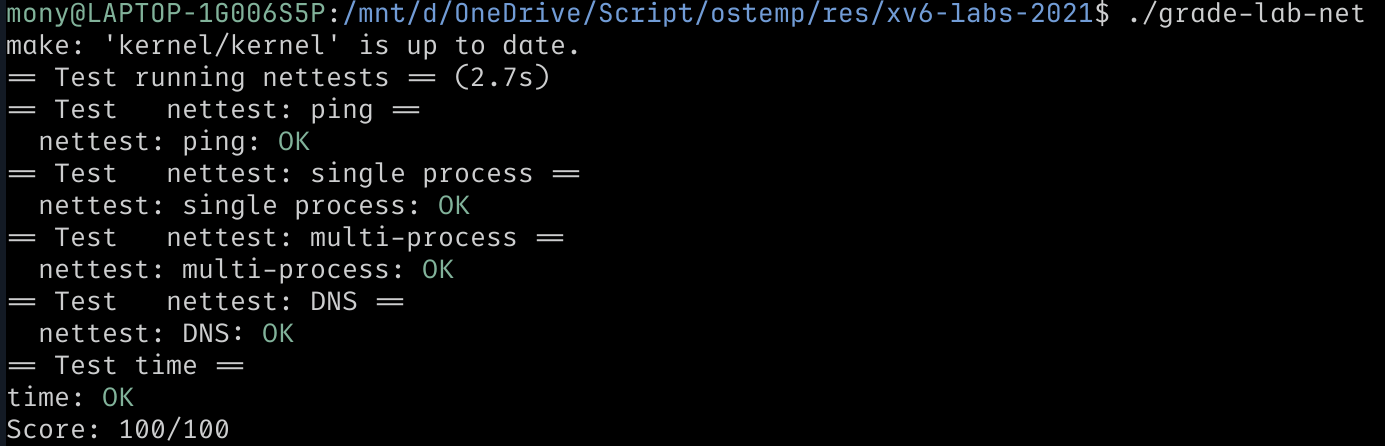 mony@LAPTOP-1G006S5P:/mnt/d/OneDrive/Script/ostemp/res/xv6-labs-2021$ ./grade-lab-net
make: 'kernel/kernel' is up to date.
== Test running nettests == (2.7s)
== Test   nettest: ping ==
  nettest: ping: OK
== Test   nettest: single process ==
  nettest: single process: OK
== Test   nettest: multi-process ==
  nettest: multi-process: OK
== Test   nettest: DNS ==
  nettest: DNS: OK
== Test time ==
time: OK
Score: 100/100